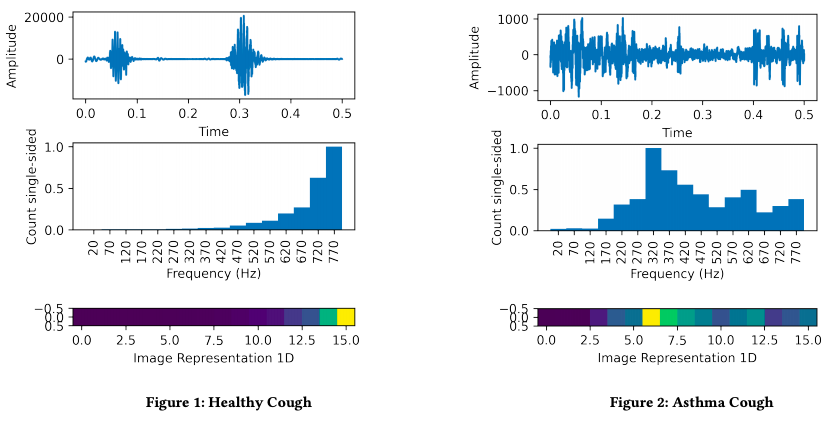 20000
0
Amplitude
0.0 0.1 0.2 0.3 0.4 0.5
Time
1.0
0.5
0.0
Count single-sided
20 70 120 170 220 270 320 370 420 470 520 570 620 670 720 770
Frequency (Hz)
−0.5
0.0
0.5
0.0 2.5 5.0 7.5 10.0 12.5 15.0
Image Representation 1D
Figure 1: Healthy Cough
1000
0
−1000
Amplitude
0.0 0.1 0.2 0.3 0.4 0.5
Time
1.0
0.5
0.0
Count single-sided
20 70 120 170 220 270 320 370 420 470 520 570 620 670 720 770
Frequency (Hz)
−0.5
0.0
0.5
0.0 2.5 5.0 7.5 10.0 12.5 15.0
Image Representation 1D
Figure 2: Asthma Cough